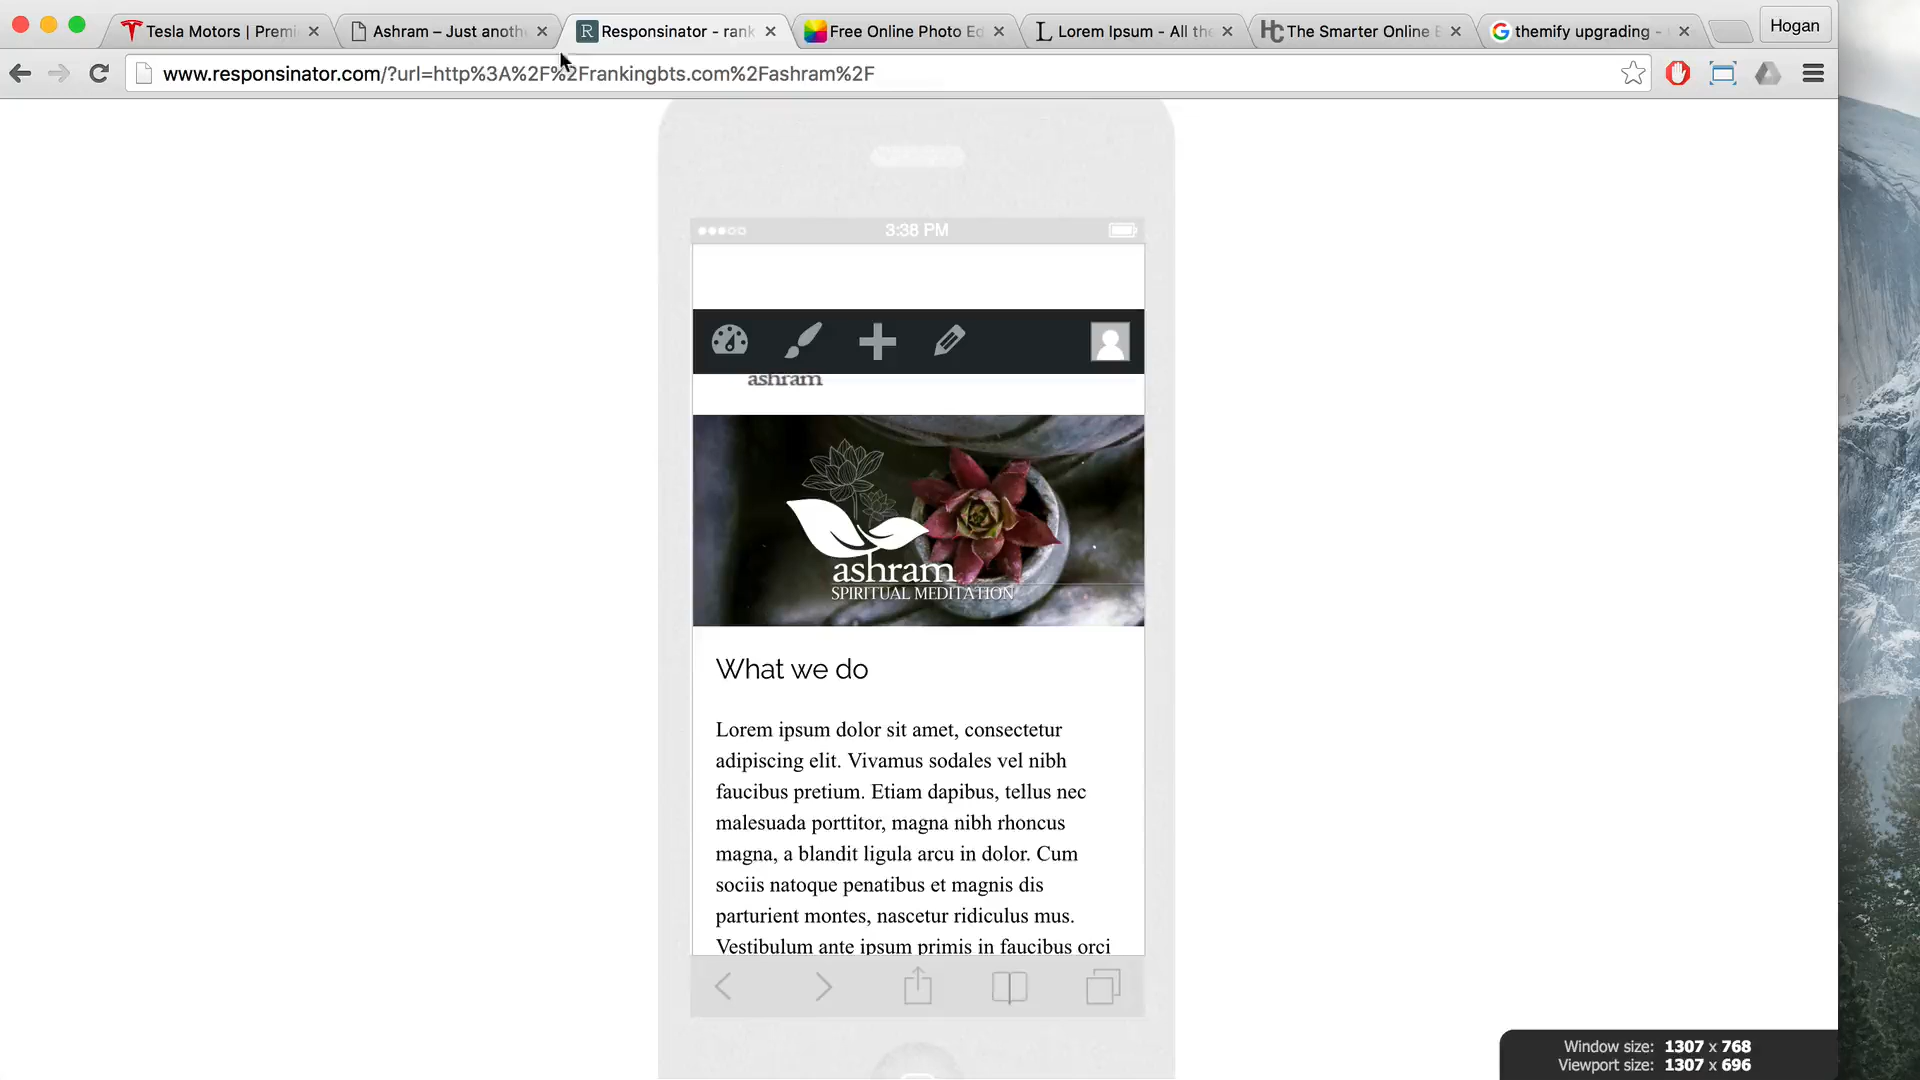 Tesla Motors | Premi
Ashram – Just anoth
Responsinator - rank
Free Online Photo Ed
Lorem Ipsum - All the
The Smarter Online E
themify upgrading -
Hogan
www.responsinator.com/?url=http%3A%2F%2Frankingbts.com%2Fashram%2F
3:38 PM
ashram
ashram
SPIRITUAL MEDITATION
What we do
Lorem ipsum dolor sit amet, consectetur
adipiscing elit. Vivamus sodales vel nibh
faucibus pretium. Etiam dapibus, tellus nec
malesuada porttitor, magna nibh rhoncus
magna, a blandit ligula arcu in dolor. Cum
sociis natoque penatibus et magnis dis
parturient montes, nascetur ridiculus mus.
Vestibulum ante ipsum primis in faucibus orci
Window size: 1307 x 768
Viewport size: 1307 x 696